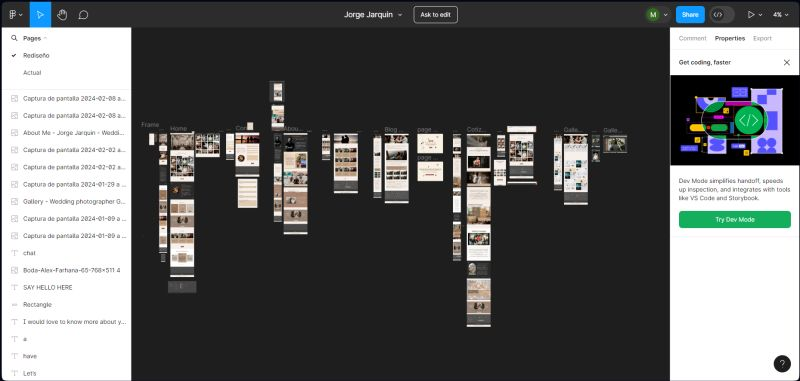 Jorge Jarquin
Ask to edit
M
Share
4%
Pages
Comment
Properties
Export
Rediseño
Actual
Get coding, faster
Captura de pantalla 2024-02-08 a...
Captura de pantalla 2024-02-08 a...
About Me - Jorge Jarquin - Weddi...
Captura de pantalla 2024-02-02 a...
Captura de pantalla 2024-02-02 a...
Captura de pantalla 2024-01-29 a...
Gallery - Wedding photographer G...
Captura de pantalla 2024-01-09 a...
Captura de pantalla 2024-01-09 a...
chat
Boda-Alex-Farhana-65-768×511 4
SAY HELLO HERE
Rectangle
I would love to know more about y...
a
have
Let's
Frame
Home
Con...
Abou...
Blog
page...
page...
Cotiz...
Galle...
Galle...
Dev Mode simplifies handoff, speeds
up inspection, and integrates with tools
like VS Code and Storybook.
Try Dev Mode
?